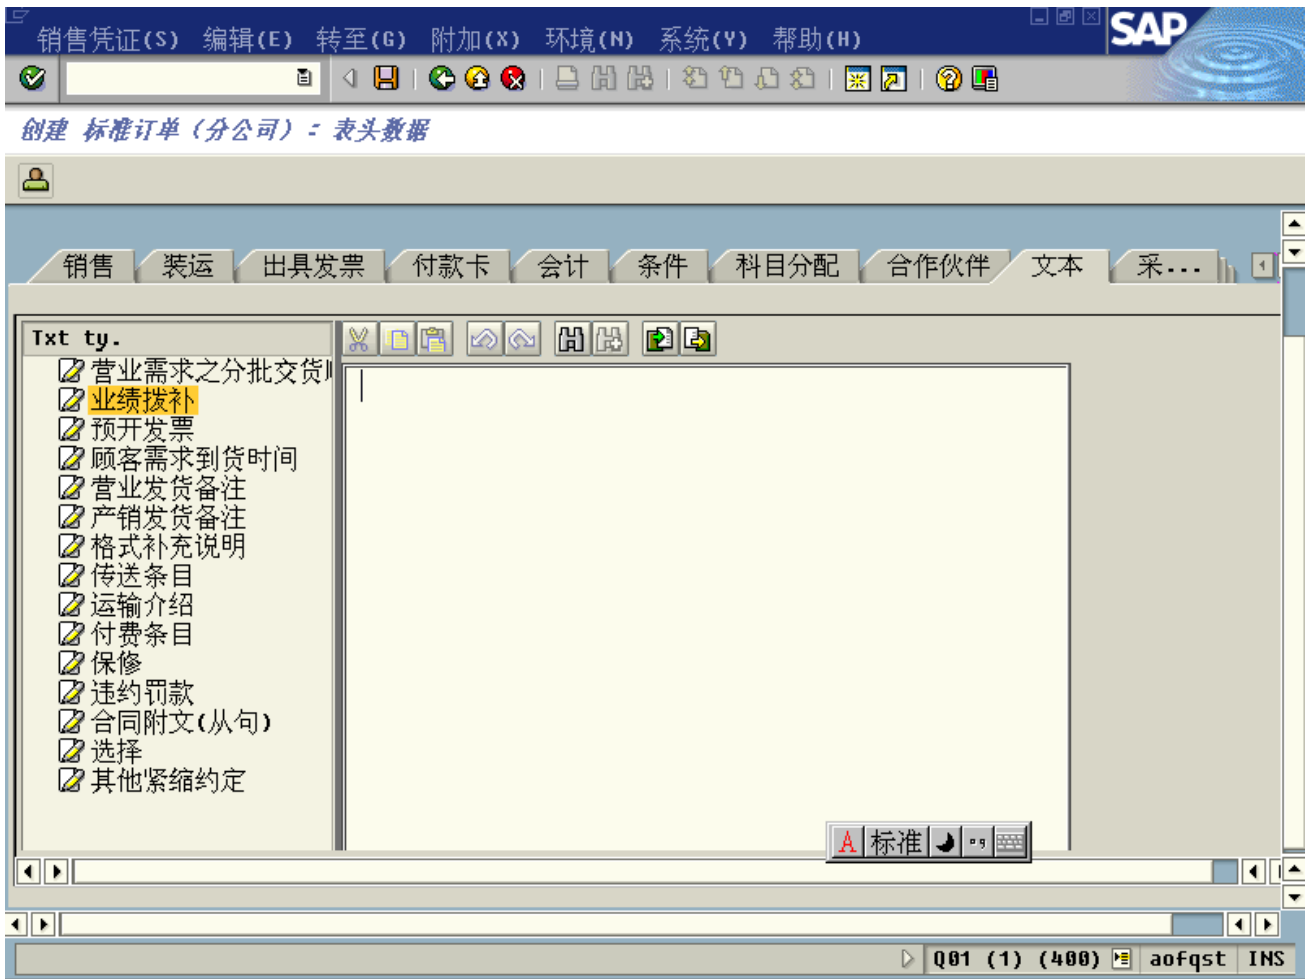 销售凭证(S) 编辑(E) 转至(G) 附加(X) 环境(N) 系统(Y) 帮助(H)
SAP
创建 标准订单(分公司): 表头数据
销售 装运 出具发票 付款卡 会计 条件 科目分配 合作伙伴 文本 采...
Txt ty.
营业需求之分批交货
业绩拨补
预开发票
顾客需求到货时间
营业发货备注
产销发货备注
格式补充说明
传送条目
运输介绍
付费条目
保修
违约罚款
合同附文(从句)
选择
其他紧缩约定
A 标准
Q01 (1) (400) aofqst INS